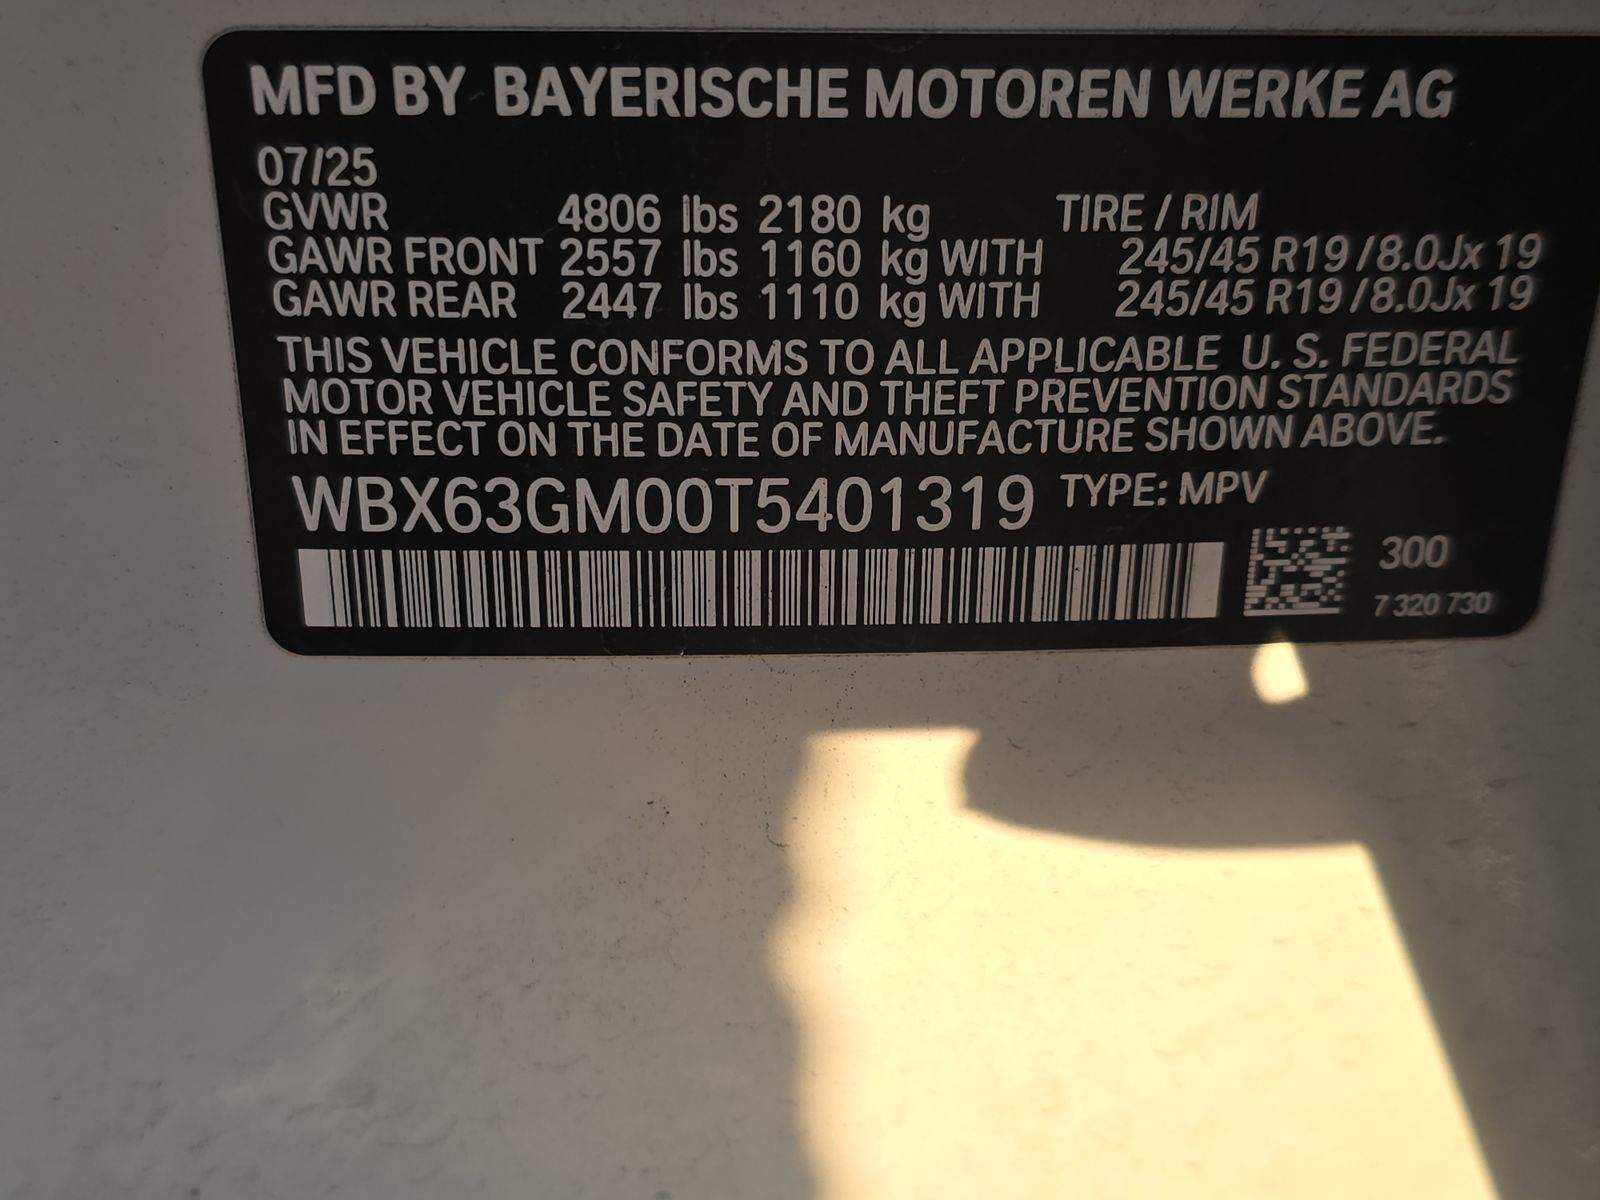 MFD BY BAYERISCHE MOTOREN WERKE AG
07/25
GVWR 4806 lbs 2180 kg TIRE / RIM
GAWR FRONT 2557 lbs 1160 kg WITH 245/45 R19 / 8.0Jx 19
GAWR REAR 2447 lbs 1110 kg WITH 245/45 R19 / 8.0Jx 19
THIS VEHICLE CONFORMS TO ALL APPLICABLE U. S. FEDERAL
MOTOR VEHICLE SAFETY AND THEFT PREVENTION STANDARDS
IN EFFECT ON THE DATE OF MANUFACTURE SHOWN ABOVE.
WBX63GM00T5401319 TYPE: MPV
300
7 320 730